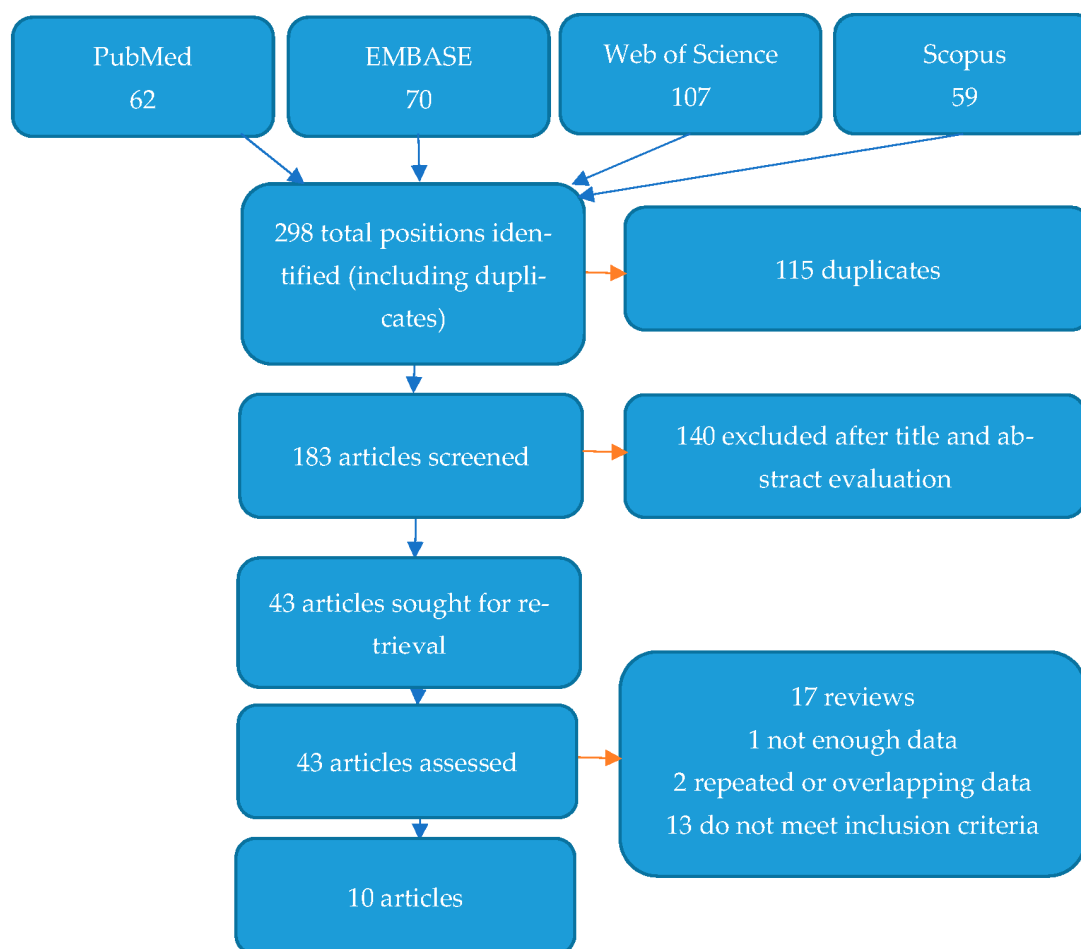 PubMed
62
EMBASE
70
Web of Science
107
Scopus
59
298 total positions iden-
tified (including dupli-
cates)
115 duplicates
183 articles screened
140 excluded after title and ab-
stract evaluation
43 articles sought for re-
trieval
43 articles assessed
17 reviews
1 not enough data
2 repeated or overlapping data
13 do not meet inclusion criteria
10 articles